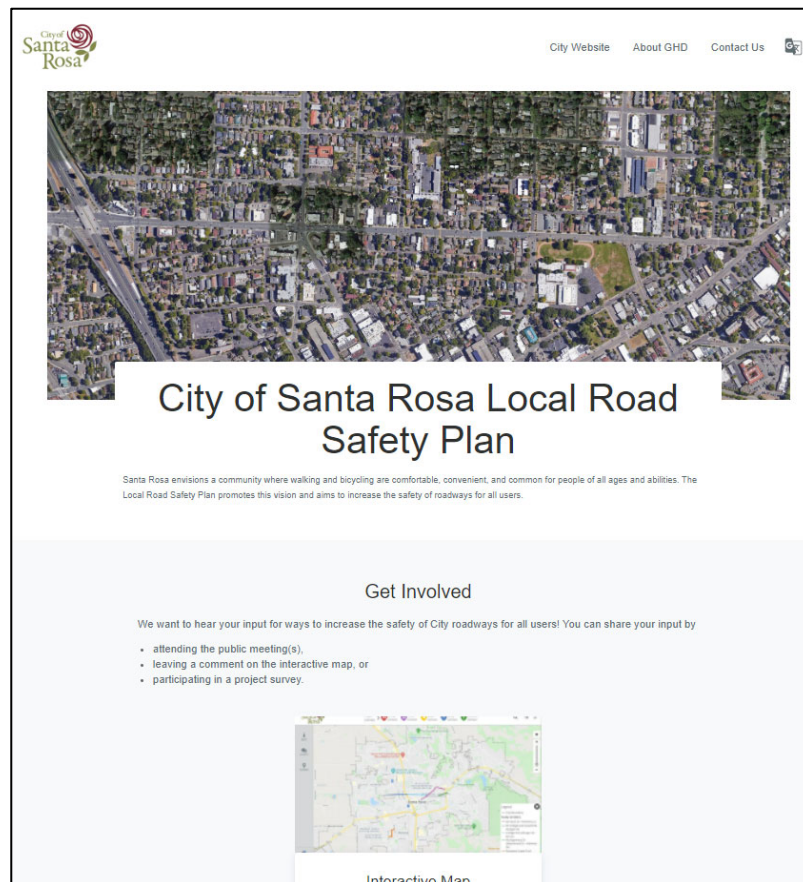 City of
Santa
Rosa
City Website About GHD Contact Us
City of Santa Rosa Local Road
Safety Plan
Santa Rosa envisions a community where walking and bicycling are comfortable, convenient, and common for people of all ages and abilities. The
Local Road Safety Plan promotes this vision and aims to increase the safety of roadways for all users.
Get Involved
We want to hear your input for ways to increase the safety of City roadways for all users! You can share your input by
• attending the public meeting(s),
• leaving a comment on the interactive map, or
• participating in a project survey.
Interactive Map